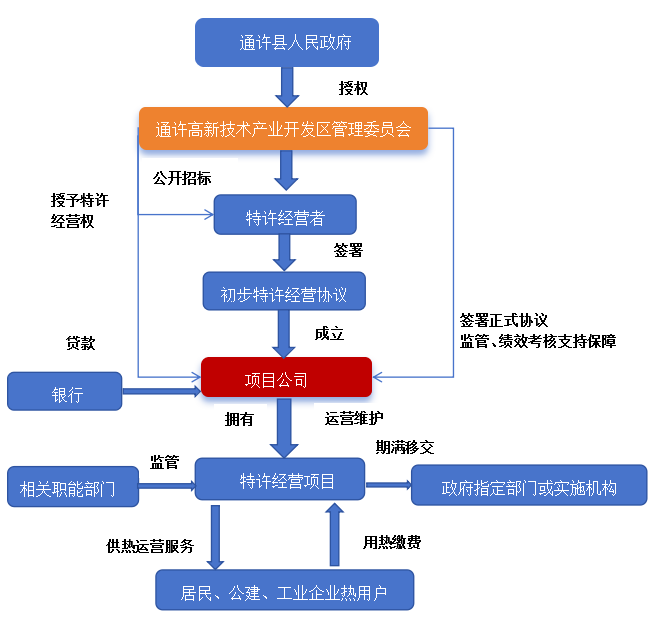 通许县人民政府
授权
通许高新技术产业开发区管理委员会
公开招标
授予特许
经营权
特许经营者
签署
初步特许经营协议
签署正式协议
监管、绩效考核支持保障
成立
贷款
项目公司
银行
拥有
运营维护
期满移交
监管
特许经营项目
相关职能部门
政府指定部门或实施机构
供热运营服务
用热缴费
居民、公建、工业企业热用户